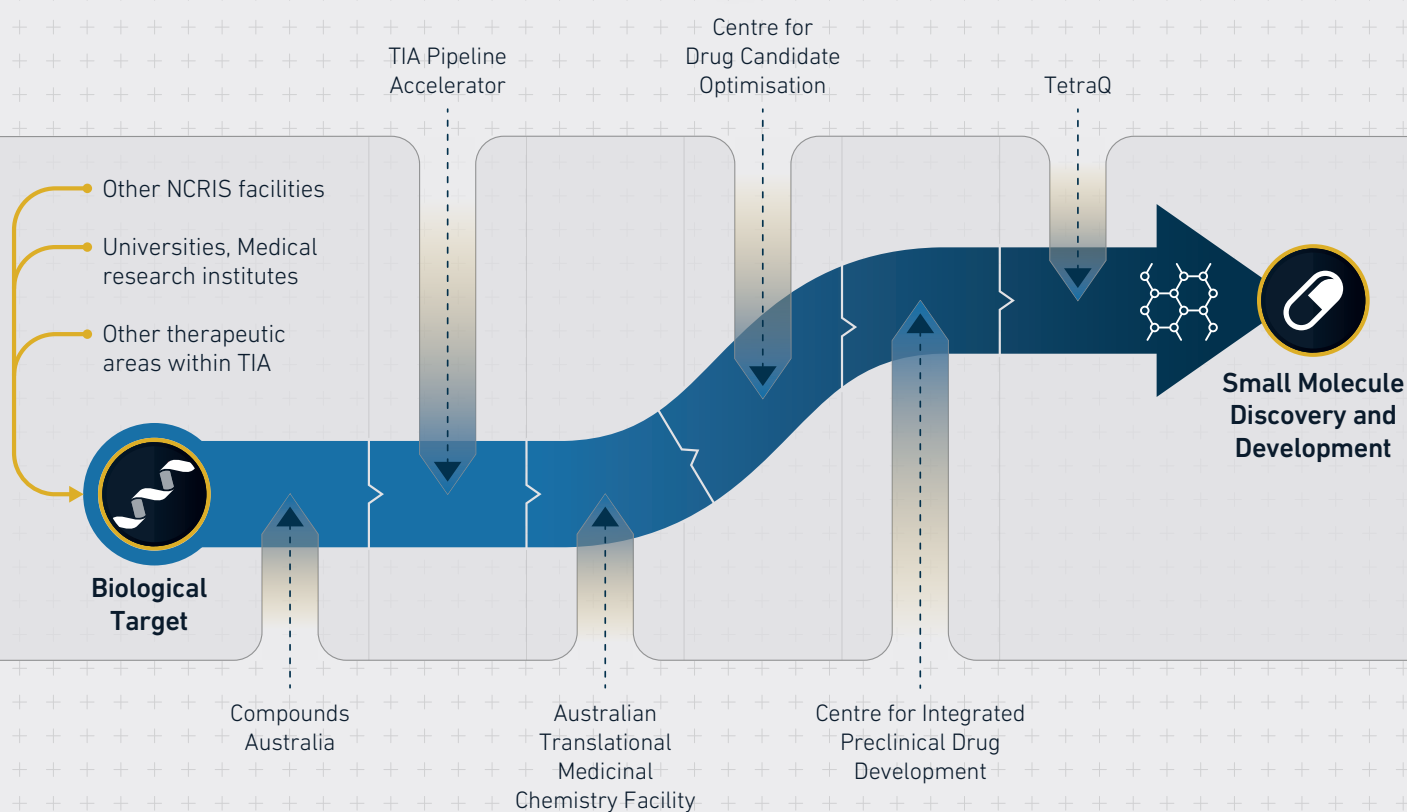 TIA Pipeline
Accelerator
Centre for
Drug Candidate
Optimisation
TetraQ
Other NCRIS facilities
Universities, Medical
research institutes
Other therapeutic
areas within TIA
Biological
Target
Small Molecule
Discovery and
Development
Compounds
Australia
Australian
Translational
Medicinal
Chemistry Facility
Centre for Integrated
Preclinical Drug
Development